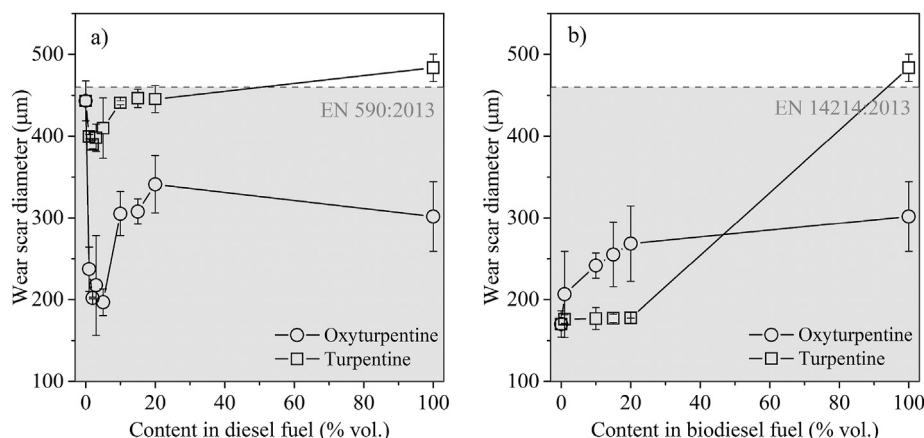 a)
500
400
300
200
100
Wear scar diameter (μm)
EN 590:2013
Oxyturpentine
Turpentine
0 20 40 60 80 100
Content in diesel fuel (% vol.)
b)
500
400
300
200
100
Wear scar diameter (μm)
EN 14214:2013
Oxyturpentine
Turpentine
0 20 40 60 80 100
Content in biodiesel fuel (% vol.)